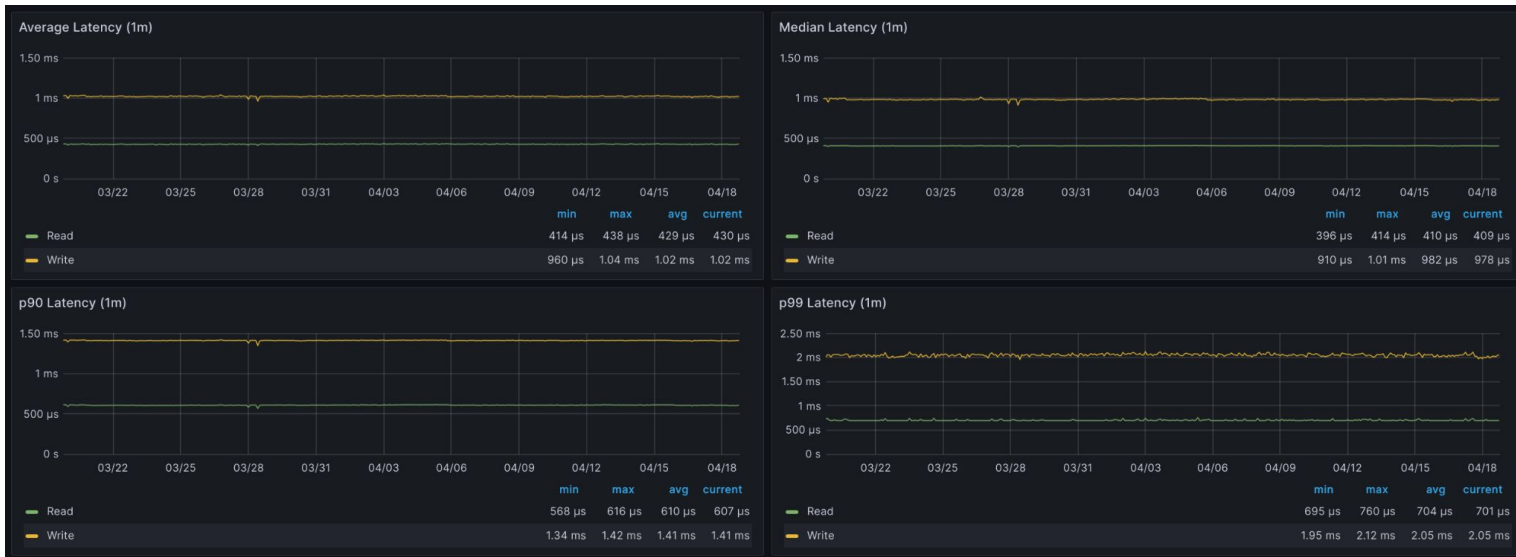 Average Latency (1m)
1.50 ms
1 ms
500 µs
0 s
03/22 03/25 03/28 03/31 04/03 04/06 04/09 04/12 04/15 04/18
min max avg current
Read 414 µs 438 µs 429 µs 430 µs
Write 960 µs 1.04 ms 1.02 ms 1.02 ms
Median Latency (1m)
1.50 ms
1 ms
500 µs
0 s
03/22 03/25 03/28 03/31 04/03 04/06 04/09 04/12 04/15 04/18
min max avg current
Read 396 µs 414 µs 410 µs 409 µs
Write 910 µs 1.01 ms 982 µs 978 µs
p90 Latency (1m)
1.50 ms
1 ms
500 µs
0 s
03/22 03/25 03/28 03/31 04/03 04/06 04/09 04/12 04/15 04/18
min max avg current
Read 568 µs 616 µs 610 µs 607 µs
Write 1.34 ms 1.42 ms 1.41 ms 1.41 ms
p99 Latency (1m)
2.50 ms
2 ms
1.50 ms
1 ms
500 µs
0 s
03/22 03/25 03/28 03/31 04/03 04/06 04/09 04/12 04/15 04/18
min max avg current
Read 695 µs 760 µs 704 µs 701 µs
Write 1.95 ms 2.12 ms 2.05 ms 2.05 ms